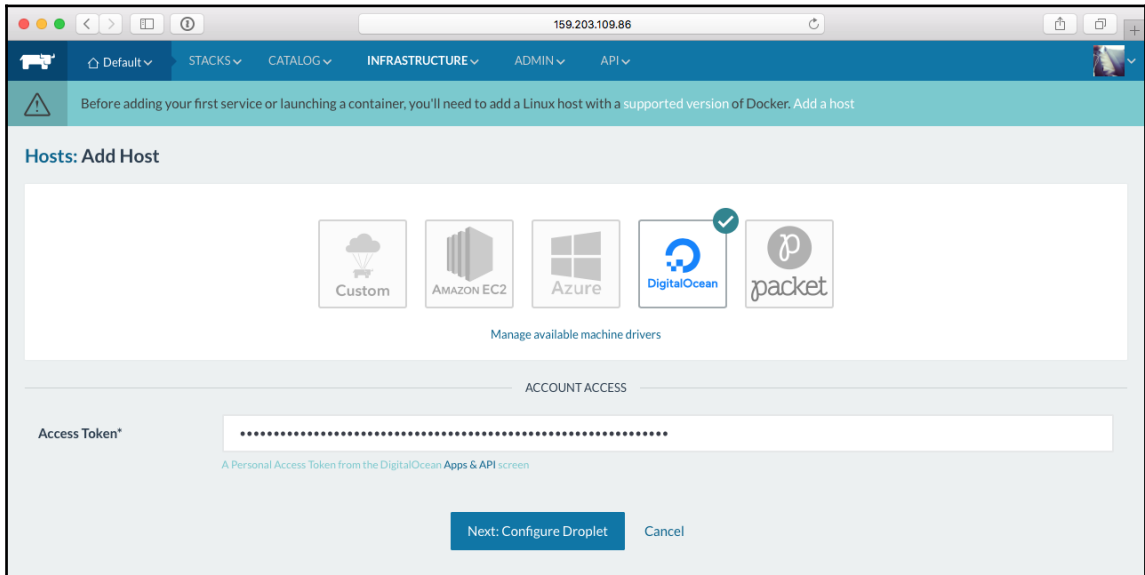 159.203.109.86
Default STACKS CATALOG INFRASTRUCTURE ADMIN API
Before adding your first service or launching a container, you'll need to add a Linux host with a supported version of Docker. Add a host
Hosts: Add Host
Custom AMAZON EC2 Azure DigitalOcean packet
Manage available machine drivers
ACCOUNT ACCESS
Access Token* ••••••••••••••••••••••••••••••••••••••••••••••••••••••••••••••••
A Personal Access Token from the DigitalOcean Apps & API screen
Next: Configure Droplet Cancel